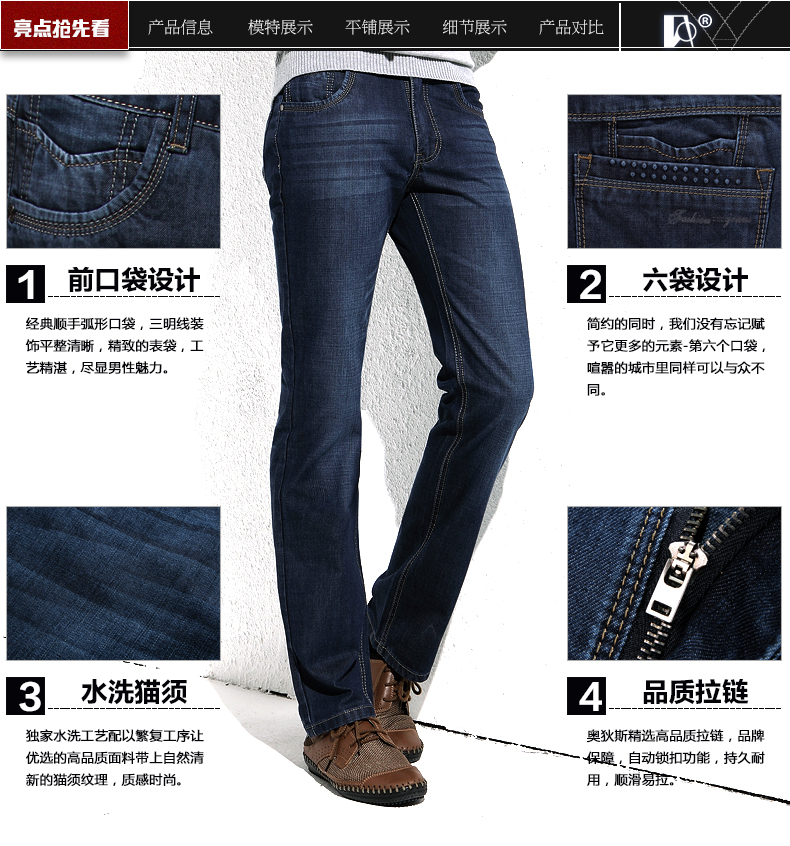 亮点抢先看 产品信息 模特展示 平铺展示 细节展示 产品对比 ®
1 前口袋设计
经典顺手弧形口袋，三明线装
饰平整清晰，精致的表袋，工
艺精湛，尽显男性魅力。
2 六袋设计
简约的同时，我们没有忘记赋
予它更多的元素-第六个口袋，
喧嚣的城市里同样可以与众不
同。
3 水洗猫须
独家水洗工艺配以繁复工序让
优选的高品质面料带上自然清
新的猫须纹理，质感时尚。
4 品质拉链
奥狄斯精选高品质拉链，品牌
保障，自动锁扣功能，持久耐
用，顺滑易拉。